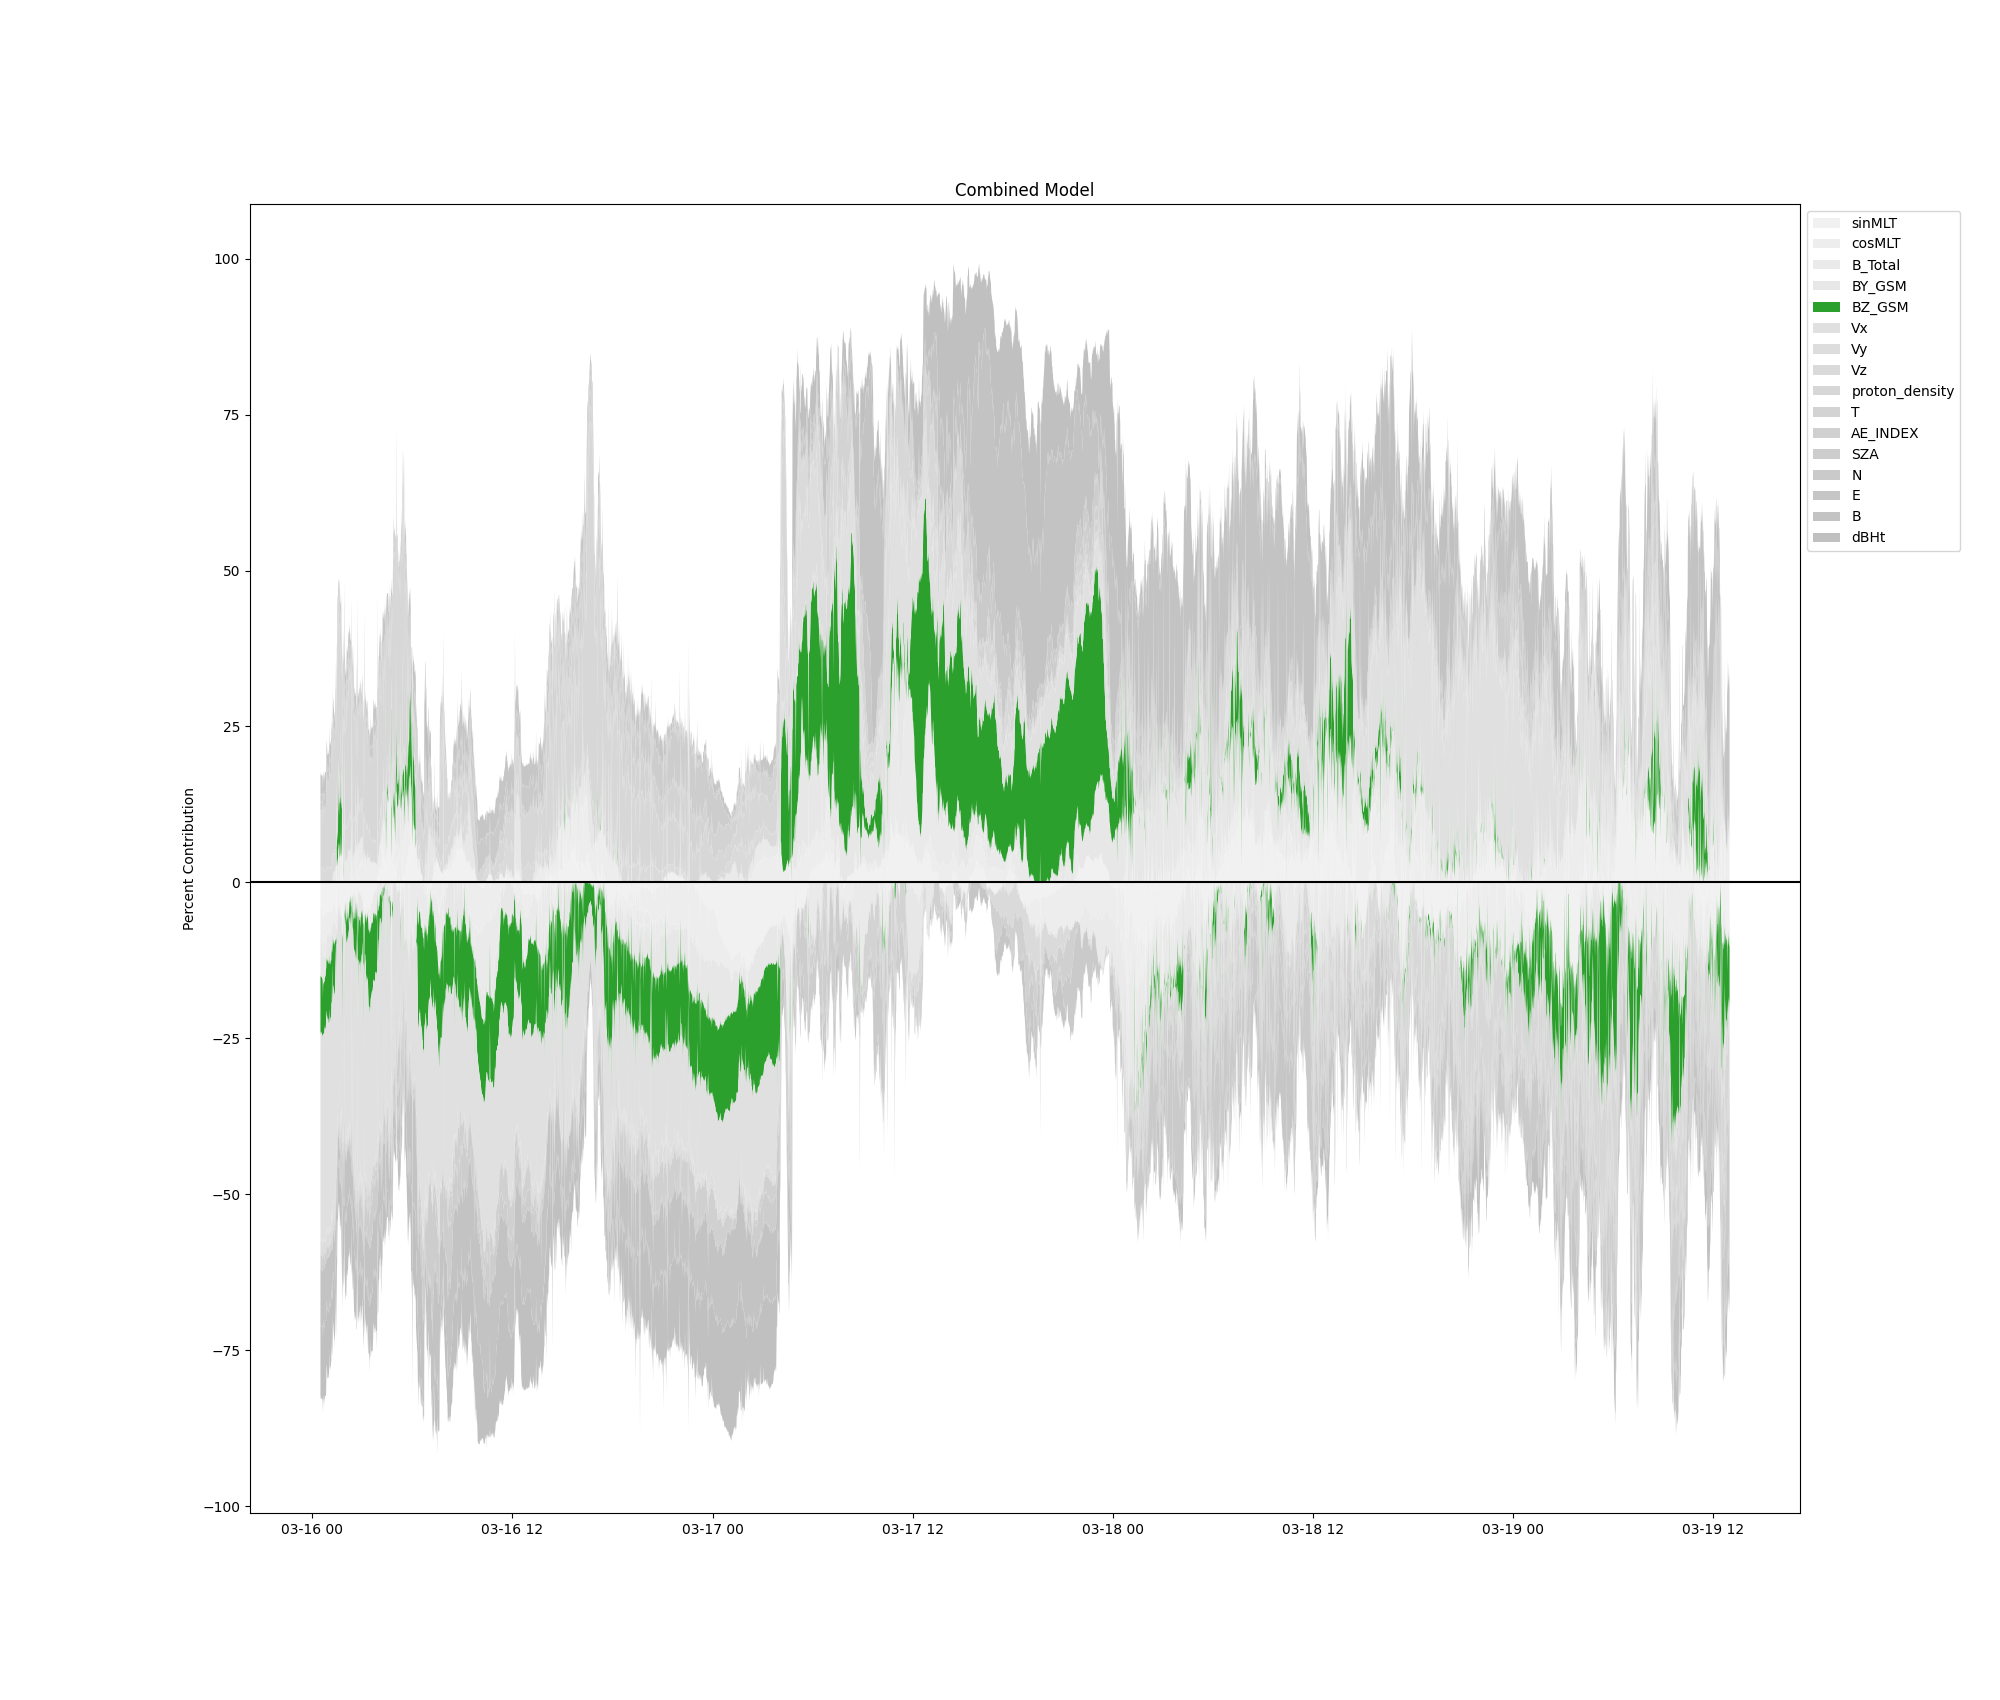 Combined Model
sinMLT
cosMLT
B_Total
BY_GSM
BZ_GSM
Vx
Vy
Vz
proton_density
T
AE_INDEX
SZA
N
E
B
dBHt
Percent Contribution
100
75
50
25
0
−25
−50
−75
−100
03-16 00
03-16 12
03-17 00
03-17 12
03-18 00
03-18 12
03-19 00
03-19 12